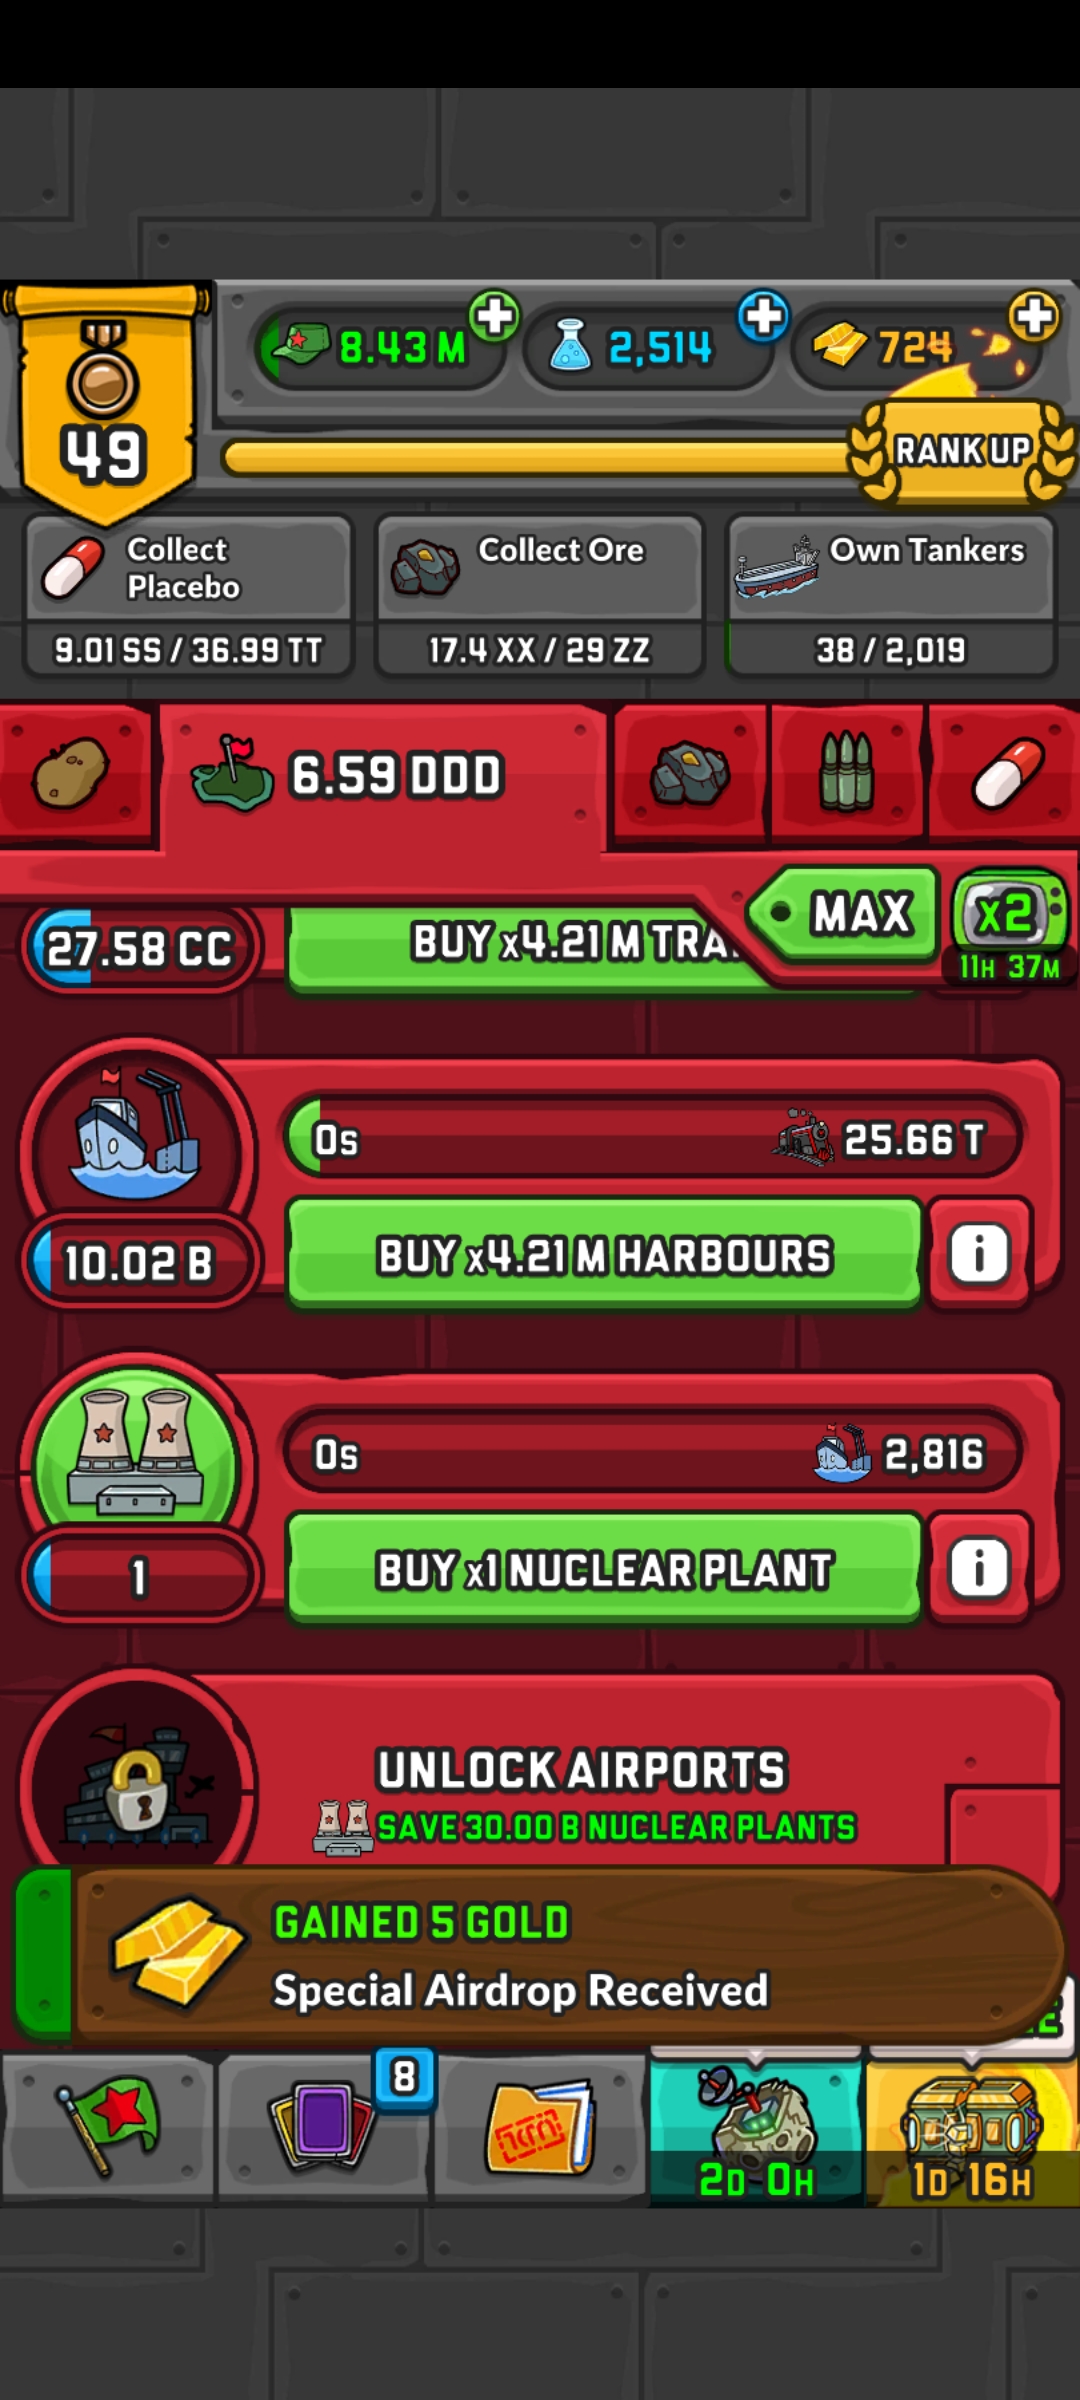 8.43 M
2,514
724
49
RANK UP
Collect
Placebo
9.01 SS / 36.99 TT
Collect Ore
17.4 XX / 29 ZZ
Own Tankers
38 / 2,019
6.59 DDD
MAX
x2
11H 37M
27.58 CC
BUY x4.21 M TRA
0s
25.66 T
10.02 B
BUY x4.21 M HARBOURS
i
0s
2,816
1
BUY x1 NUCLEAR PLANT
i
UNLOCK AIRPORTS
SAVE 30.00 B NUCLEAR PLANTS
GAINED 5 GOLD
Special Airdrop Received
8
2D 0H
1D 16H